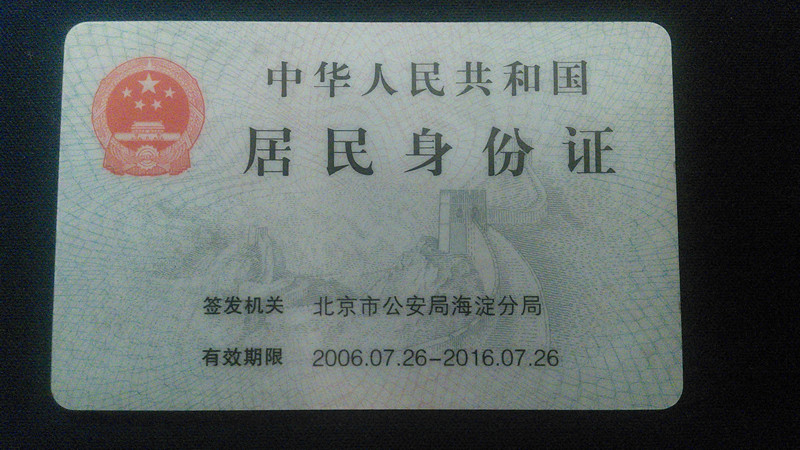 中华人民共和国
居民身份证
签发机关 北京市公安局海淀分局
有效期限 2006.07.26-2016.07.26